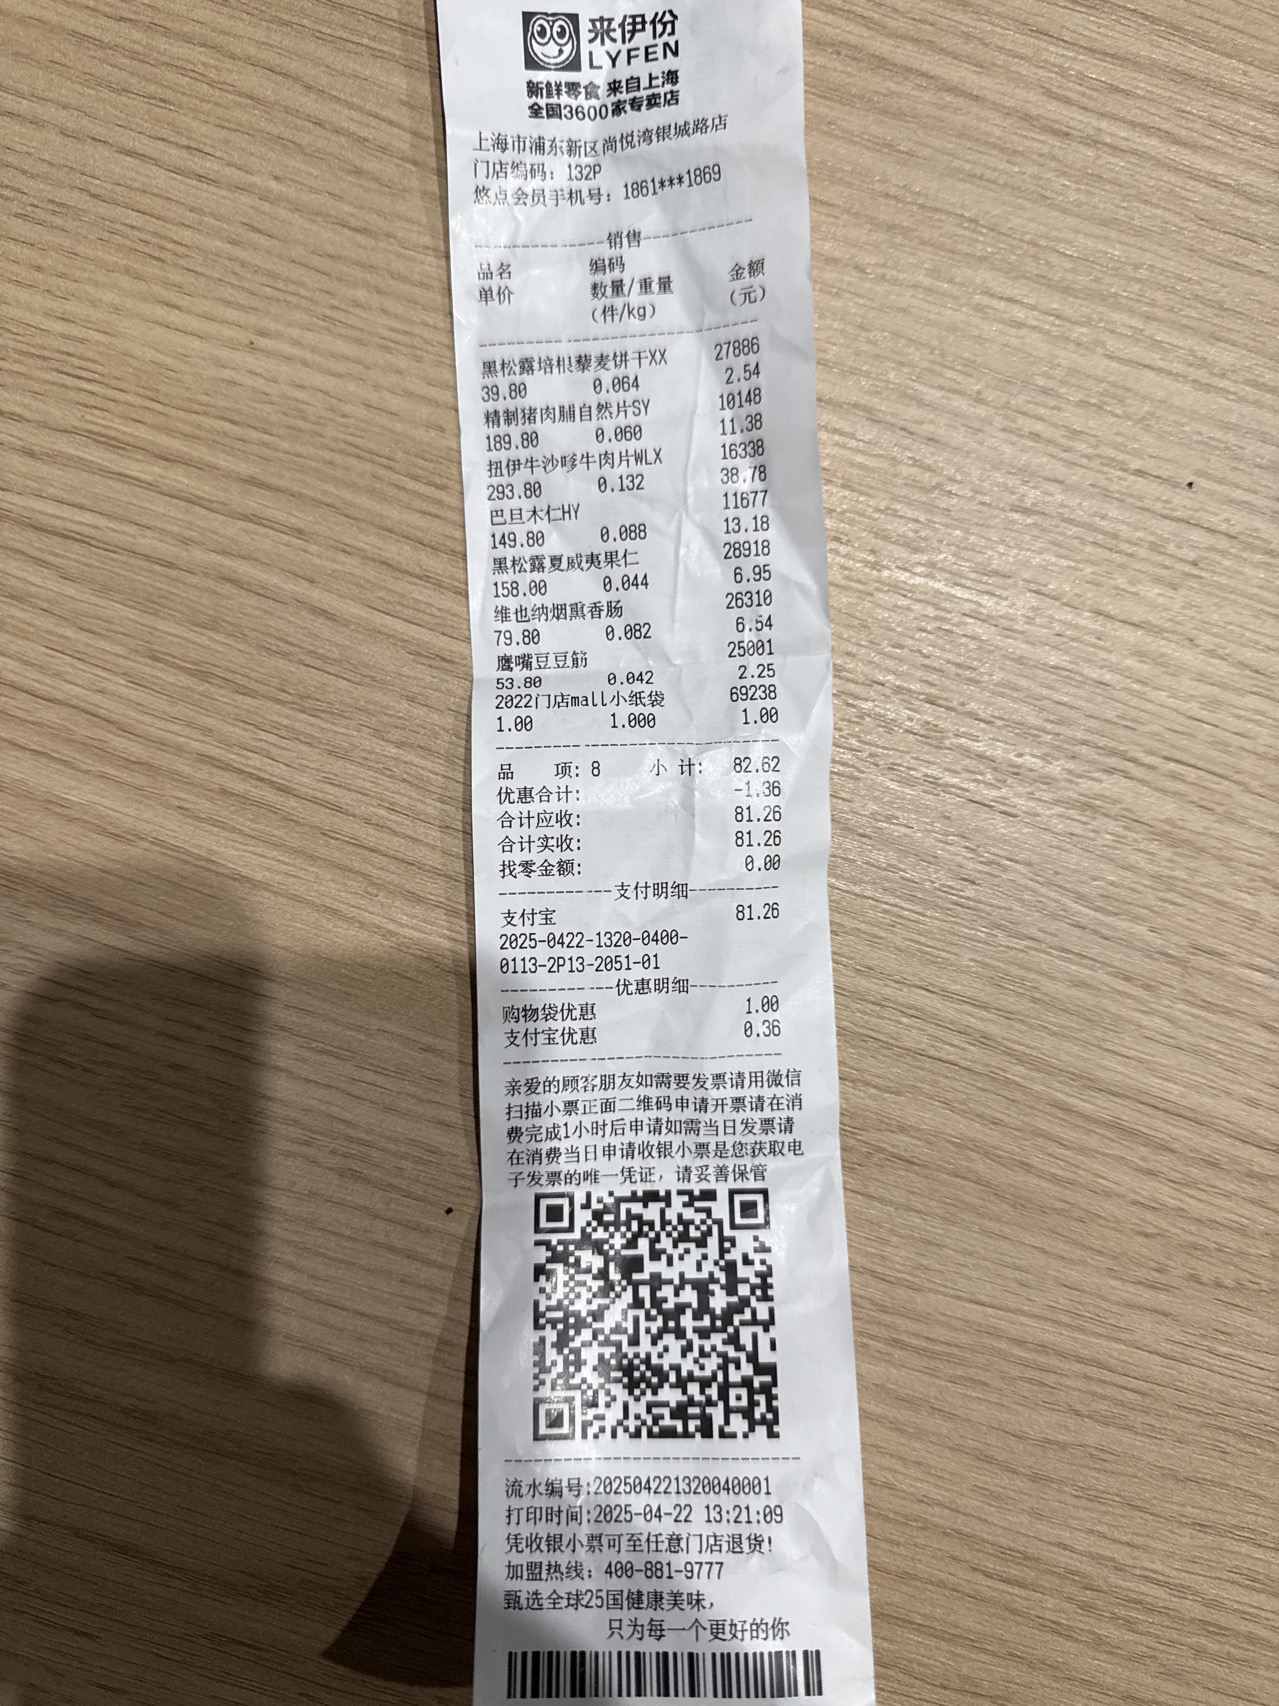 来伊份
LYFEN
新鲜零食 来自上海
全国3600家专卖店
上海市浦东新区尚悦湾银城路店
门店编码：132P
悠点会员手机号：1861***1869
销售
品名 编码 金额
单价 数量/重量 (元)
(件/kg)
黑松露培根藜麦饼干XX 27886
39.80 0.064 2.54
精制猪肉脯自然片SY 10148
189.80 0.060 11.38
扭伊牛沙嗲牛肉片WLX 16338
293.80 0.132 38.78
巴旦木仁HY 11677
149.80 0.088 13.18
黑松露夏威夷果仁 28918
158.00 0.044 6.95
维也纳烟熏香肠 26310
79.80 0.082 6.54
鹰嘴豆豆筋 25001
53.80 0.042 2.25
2022门店mall小纸袋 69238
1.00 1.000 1.00
品 项: 8 小 计: 82.62
优惠合计: -1.36
合计应收: 81.26
合计实收: 81.26
找零金额: 0.00
支付明细
支付宝 81.26
2025-0422-1320-0400-
0113-2P13-2051-01
优惠明细
购物袋优惠 1.00
支付宝优惠 0.36
亲爱的顾客朋友如需要发票请用微信
扫描小票正面二维码申请开票请在消
费完成1小时后申请如需当日发票请
在消费当日申请收银小票是您获取电
子发票的唯一凭证，请妥善保管
流水编号:202504221320040001
打印时间:2025-04-22 13:21:09
凭收银小票可至任意门店退货!
加盟热线：400-881-9777
甄选全球25国健康美味，
只为每一个更好的你